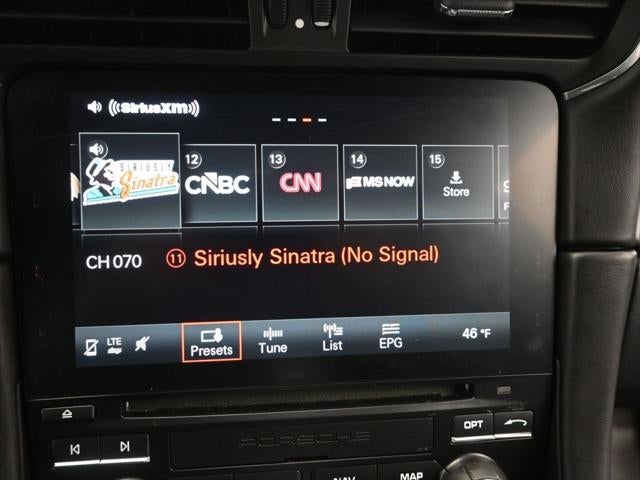 ((SiriusXM))
SIRIUSLY
Sinatra
12
CNBC
13
CNN
14
MS NOW
15
Store
CH 070
11 Siriusly Sinatra (No Signal)
LTE
Presets
Tune
List
EPG
46 °F
PORSCHE
OPT
NAV
MAP